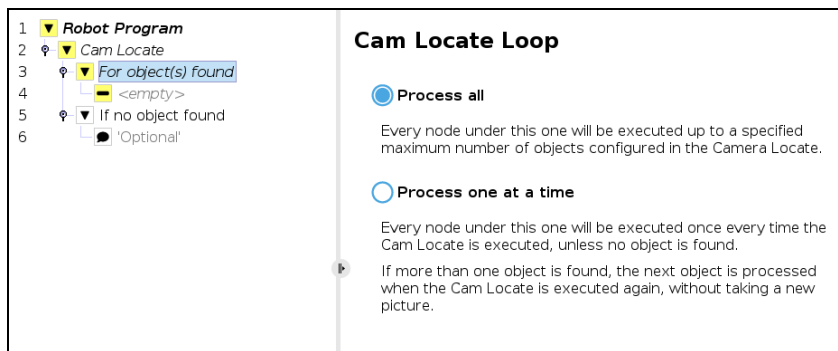 1 Robot Program
2 Cam Locate
3 For object(s) found
4 <empty>
5 If no object found
6 'Optional'
Cam Locate Loop
Process all
Every node under this one will be executed up to a specified
maximum number of objects configured in the Camera Locate.
Process one at a time
Every node under this one will be executed once every time the
Cam Locate is executed, unless no object is found.
If more than one object is found, the next object is processed
when the Cam Locate is executed again, without taking a new
picture.